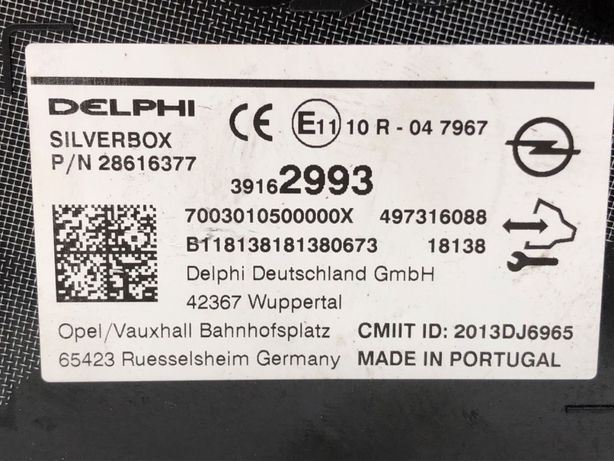 DELPHI
SILVERBOX
P/N 28616377
CE E11 10 R - 04 7967
39162993
7003010500000X 497316088
B118138181380673 18138
Delphi Deutschland GmbH
42367 Wuppertal
Opel/Vauxhall Bahnhofsplatz CMIIT ID: 2013DJ6965
65423 Ruesselsheim Germany MADE IN PORTUGAL